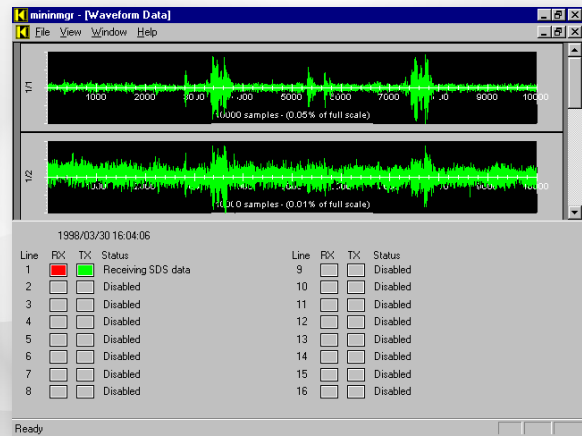 mininmgr - [Waveform Data]
File View Window Help
1/1
1000 2000 5000 6000 7000 9000 10000
10000 samples - (0.05% of full scale)
1/2
10000 samples - (0.01% of full scale)
1998/03/30 16:04:06
Line RX TX Status Line RX TX Status
1 Receiving SDS data 9 Disabled
2 Disabled 10 Disabled
3 Disabled 11 Disabled
4 Disabled 12 Disabled
5 Disabled 13 Disabled
6 Disabled 14 Disabled
7 Disabled 15 Disabled
8 Disabled 16 Disabled
Ready